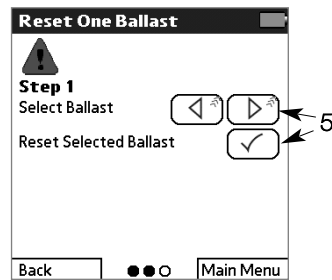 Reset One Ballast
Step 1
Select Ballast
5
Reset Selected Ballast
Back
Main Menu